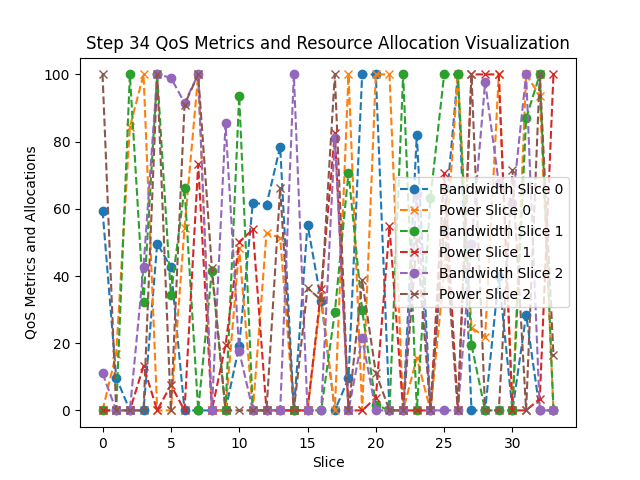 Step 34 QoS Metrics and Resource Allocation Visualization
QoS Metrics and Allocations
100
80
60
40
20
0
Bandwidth Slice 0
Power Slice 0
Bandwidth Slice 1
Power Slice 1
Bandwidth Slice 2
Power Slice 2
0 5 10 15 20 25 30
Slice